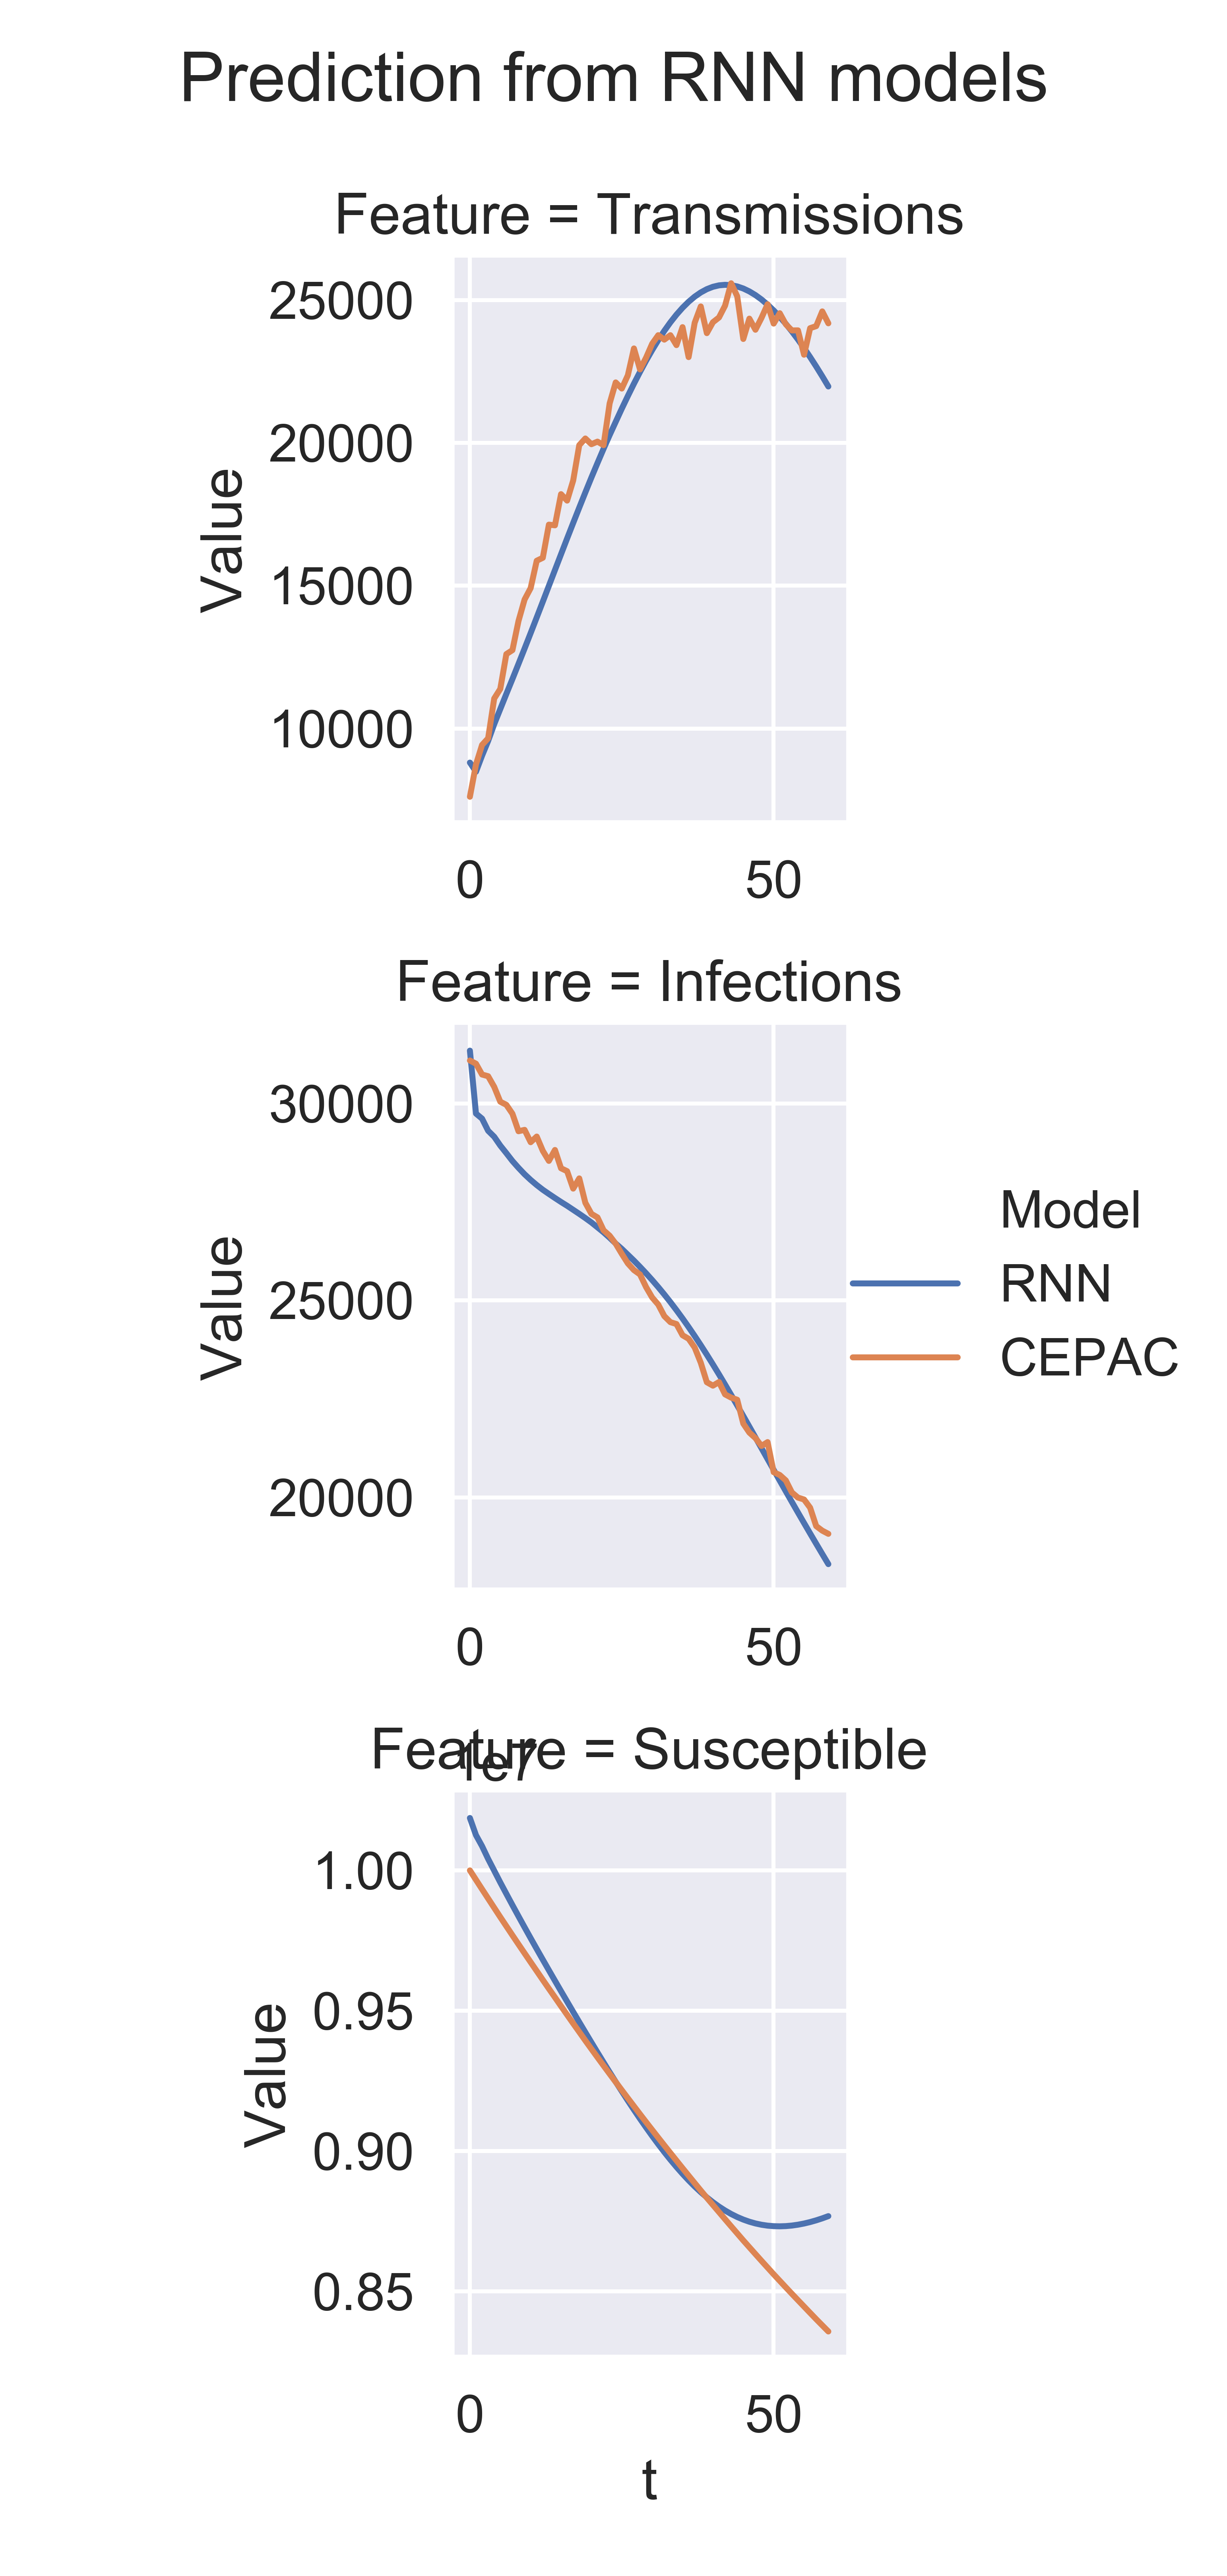 Prediction from RNN models
Feature = Transmissions
25000
20000
15000
10000
Value
0 50
Feature = Infections
30000
25000
20000
Value
0 50
Model
RNN
CEPAC
Feature = Susceptible
1e7
1.00
0.95
0.90
0.85
Value
0 50
t